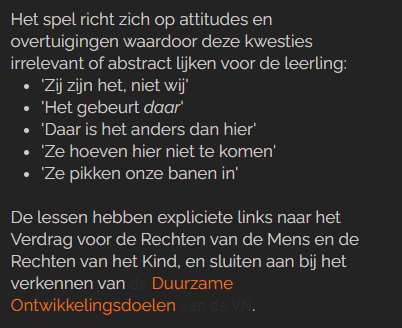 Het spel richt zich op attitudes en
overtuigingen waardoor deze kwesties
irrelevant of abstract lijken voor de leerling:
• 'Zij zijn het, niet wij'
• 'Het gebeurt daar'
• 'Daar is het anders dan hier'
• 'Ze hoeven hier niet te komen'
• 'Ze pikken onze banen in'
De lessen hebben expliciete links naar het
Verdrag voor de Rechten van de Mens en de
Rechten van het Kind, en sluiten aan bij het
verkennen van de Duurzame
Ontwikkelingsdoelen van de VN.